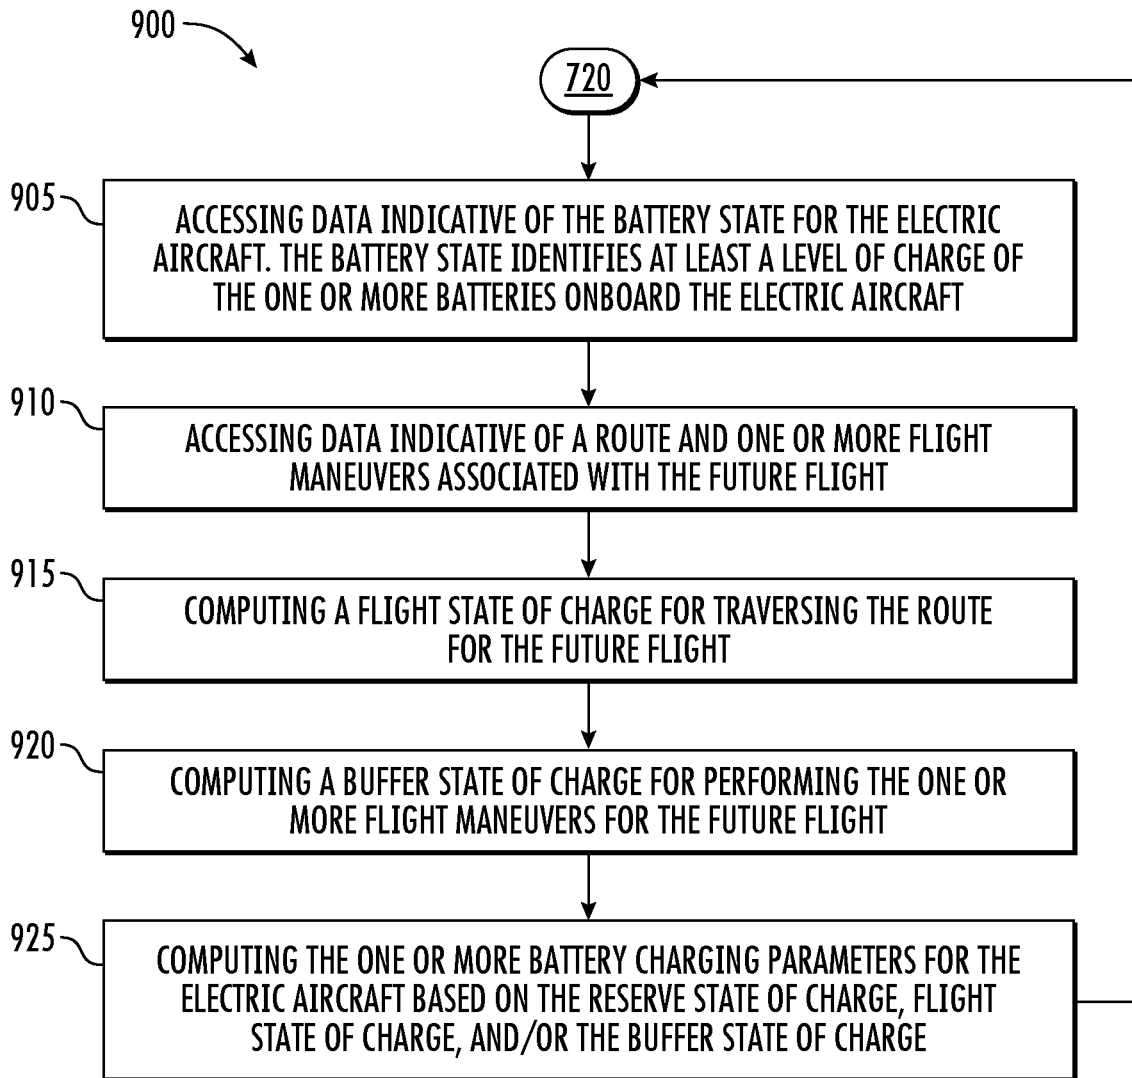 900
720
905
ACCESSING DATA INDICATIVE OF THE BATTERY STATE FOR THE ELECTRIC
AIRCRAFT. THE BATTERY STATE IDENTIFIES AT LEAST A LEVEL OF CHARGE OF
THE ONE OR MORE BATTERIES ONBOARD THE ELECTRIC AIRCRAFT
910
ACCESSING DATA INDICATIVE OF A ROUTE AND ONE OR MORE FLIGHT
MANEUVERS ASSOCIATED WITH THE FUTURE FLIGHT
915
COMPUTING A FLIGHT STATE OF CHARGE FOR TRAVERSING THE ROUTE
FOR THE FUTURE FLIGHT
920
COMPUTING A BUFFER STATE OF CHARGE FOR PERFORMING THE ONE OR
MORE FLIGHT MANEUVERS FOR THE FUTURE FLIGHT
925
COMPUTING THE ONE OR MORE BATTERY CHARGING PARAMETERS FOR THE
ELECTRIC AIRCRAFT BASED ON THE RESERVE STATE OF CHARGE, FLIGHT
STATE OF CHARGE, AND/OR THE BUFFER STATE OF CHARGE